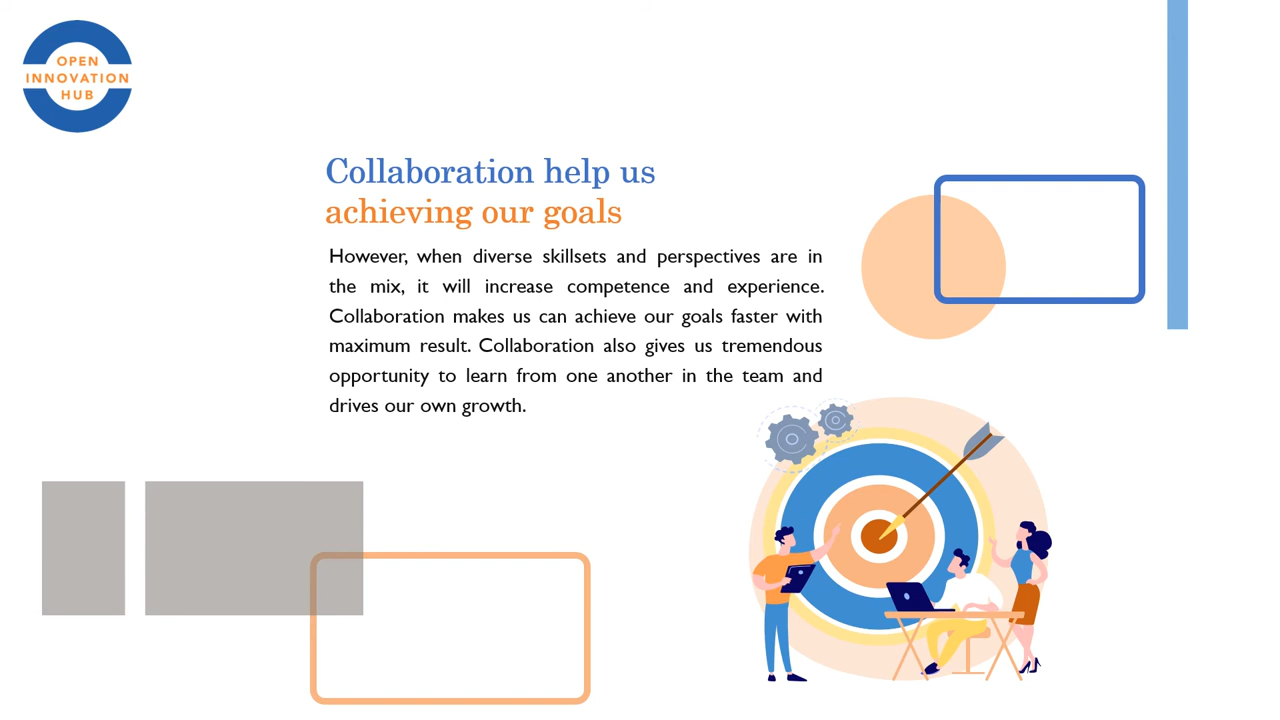 OPEN
INNOVATION
HUB
Collaboration help us
achieving our goals
However, when diverse skillsets and perspectives are in
the mix, it will increase competence and experience.
Collaboration makes us can achieve our goals faster with
maximum result. Collaboration also gives us tremendous
opportunity to learn from one another in the team and
drives our own growth.